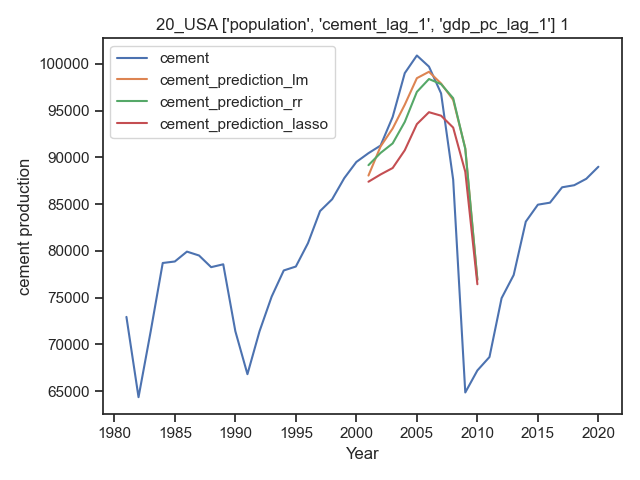 20_USA ['population', 'cement_lag_1', 'gdp_pc_lag_1'] 1
cement
cement_prediction_lm
cement_prediction_rr
cement_prediction_lasso
cement production
100000
95000
90000
85000
80000
75000
70000
65000
1980 1985 1990 1995 2000 2005 2010 2015 2020
Year